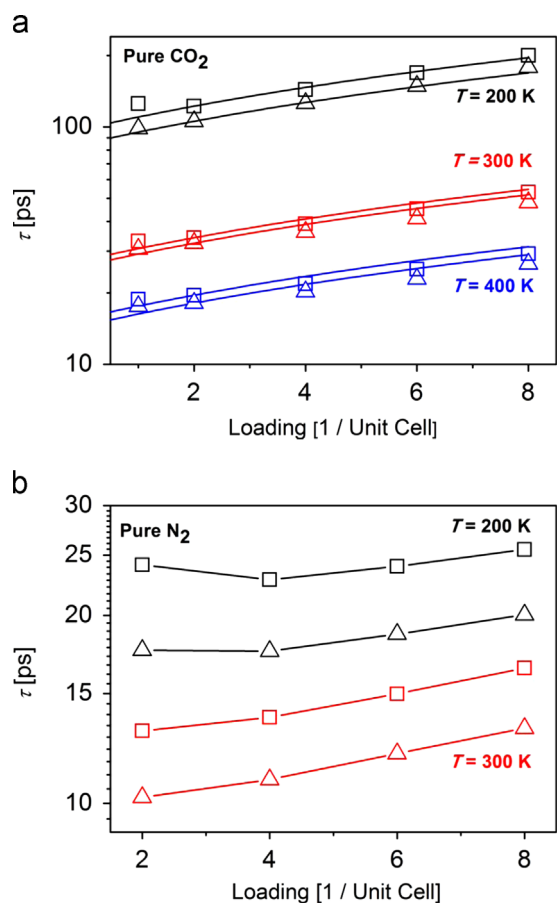 a
Pure CO2
100
T = 200 K
T = 300 K
τ [ps]
T = 400 K
10
2 4 6 8
Loading [1 / Unit Cell]
b
30
Pure N2
T = 200 K
25
20
τ [ps]
15
T = 300 K
10
2 4 6 8
Loading [1 / Unit Cell]